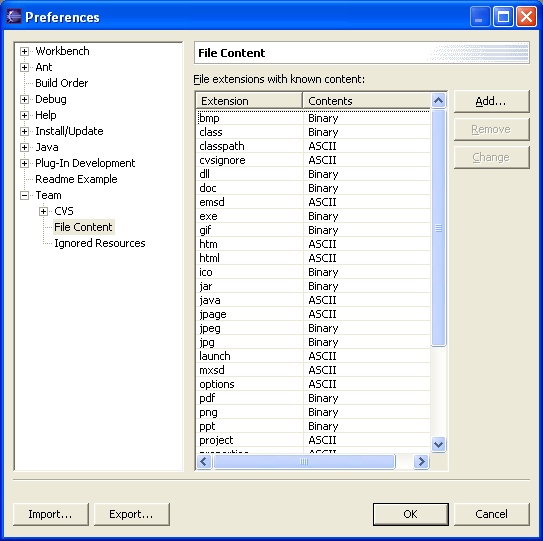 Preferences
Workbench
Ant
Build Order
Debug
Help
Install/Update
Java
Plug-In Development
Readme Example
Team
CVS
File Content
Ignored Resources
File Content
File extensions with known content:
Extension Contents
bmp Binary
class Binary
classpath ASCII
cvsignore ASCII
dll Binary
doc Binary
emsd ASCII
exe Binary
gif Binary
htm ASCII
html ASCII
ico Binary
jar Binary
java ASCII
jpage ASCII
jpeg Binary
jpg Binary
launch ASCII
mxsd ASCII
options ASCII
pdf Binary
png Binary
ppt Binary
project ASCII
properties ASCII
Add...
Remove
Change
Import...
Export...
OK
Cancel